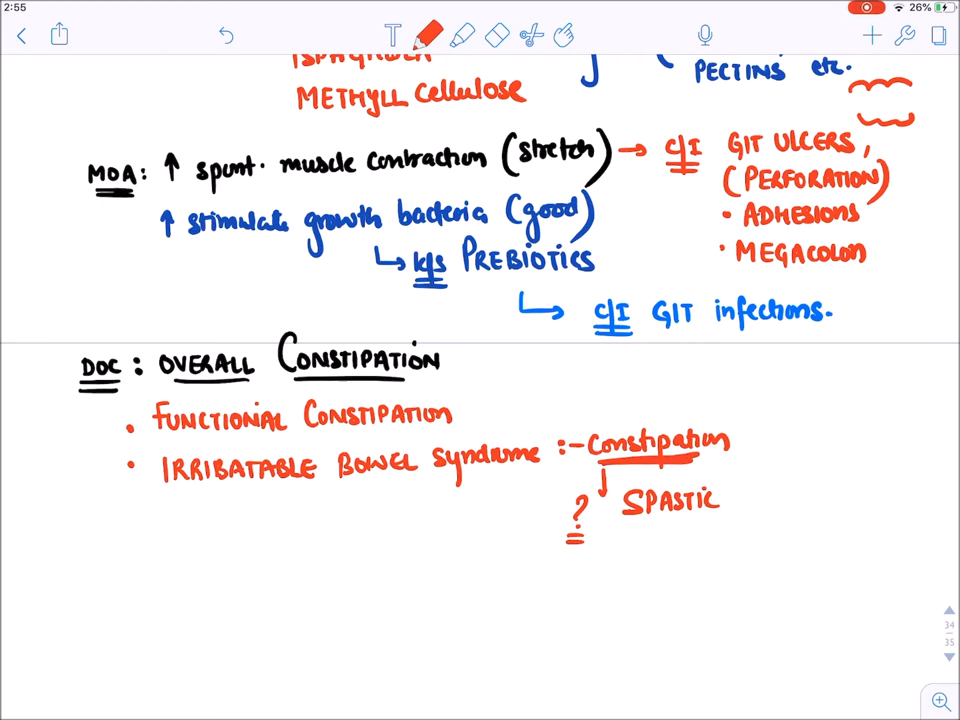 2:55
26%
T
PECTINS etc.
METHYLL Cellulose
MOA: ↑ spont. muscle contraction (stretch) → c/I GIT ULCERS,
(PERFORATION)
• ADHESIONS
• MEGACOLON
↑ stimulate growth bacteria (good)
↳ k/s PREBIOTICS
↳ c/I GIT infections.
DOC: OVERALL CONSTIPATION
• FUNCTIONAL CONSTIPATION
• IRRIBATABLE BOWEL Syndrome :- Constipation
↓ SPASTIC
?
34
35